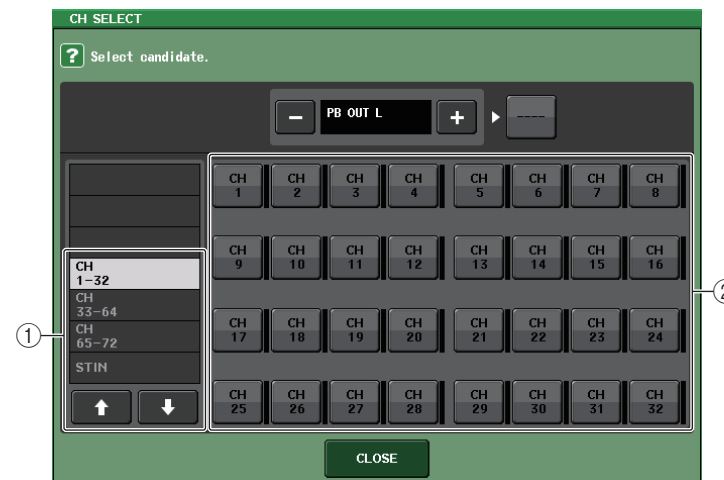 CH SELECT
? Select candidate.
− PB OUT L + ----
CH 1 CH 2 CH 3 CH 4 CH 5 CH 6 CH 7 CH 8
CH 9 CH 10 CH 11 CH 12 CH 13 CH 14 CH 15 CH 16
CH
1-32
CH
33-64
CH
65-72
STIN
1
2
CH 17 CH 18 CH 19 CH 20 CH 21 CH 22 CH 23 CH 24
CH 25 CH 26 CH 27 CH 28 CH 29 CH 30 CH 31 CH 32
CLOSE